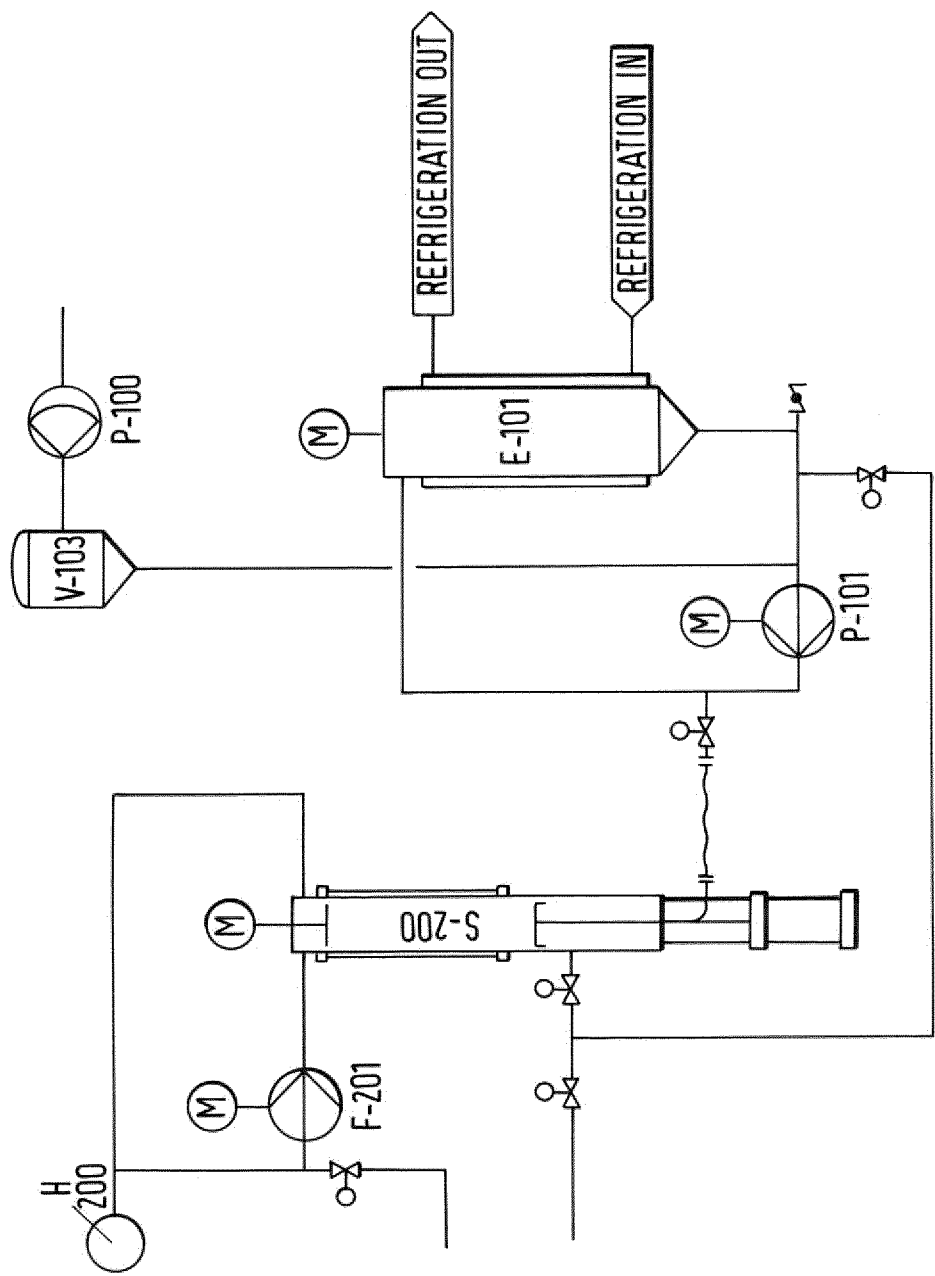 REFRIGERATION OUT
REFRIGERATION IN
P-100
V-103
M
E-101
M
P-101
M
S-200
M
F-201
H
200